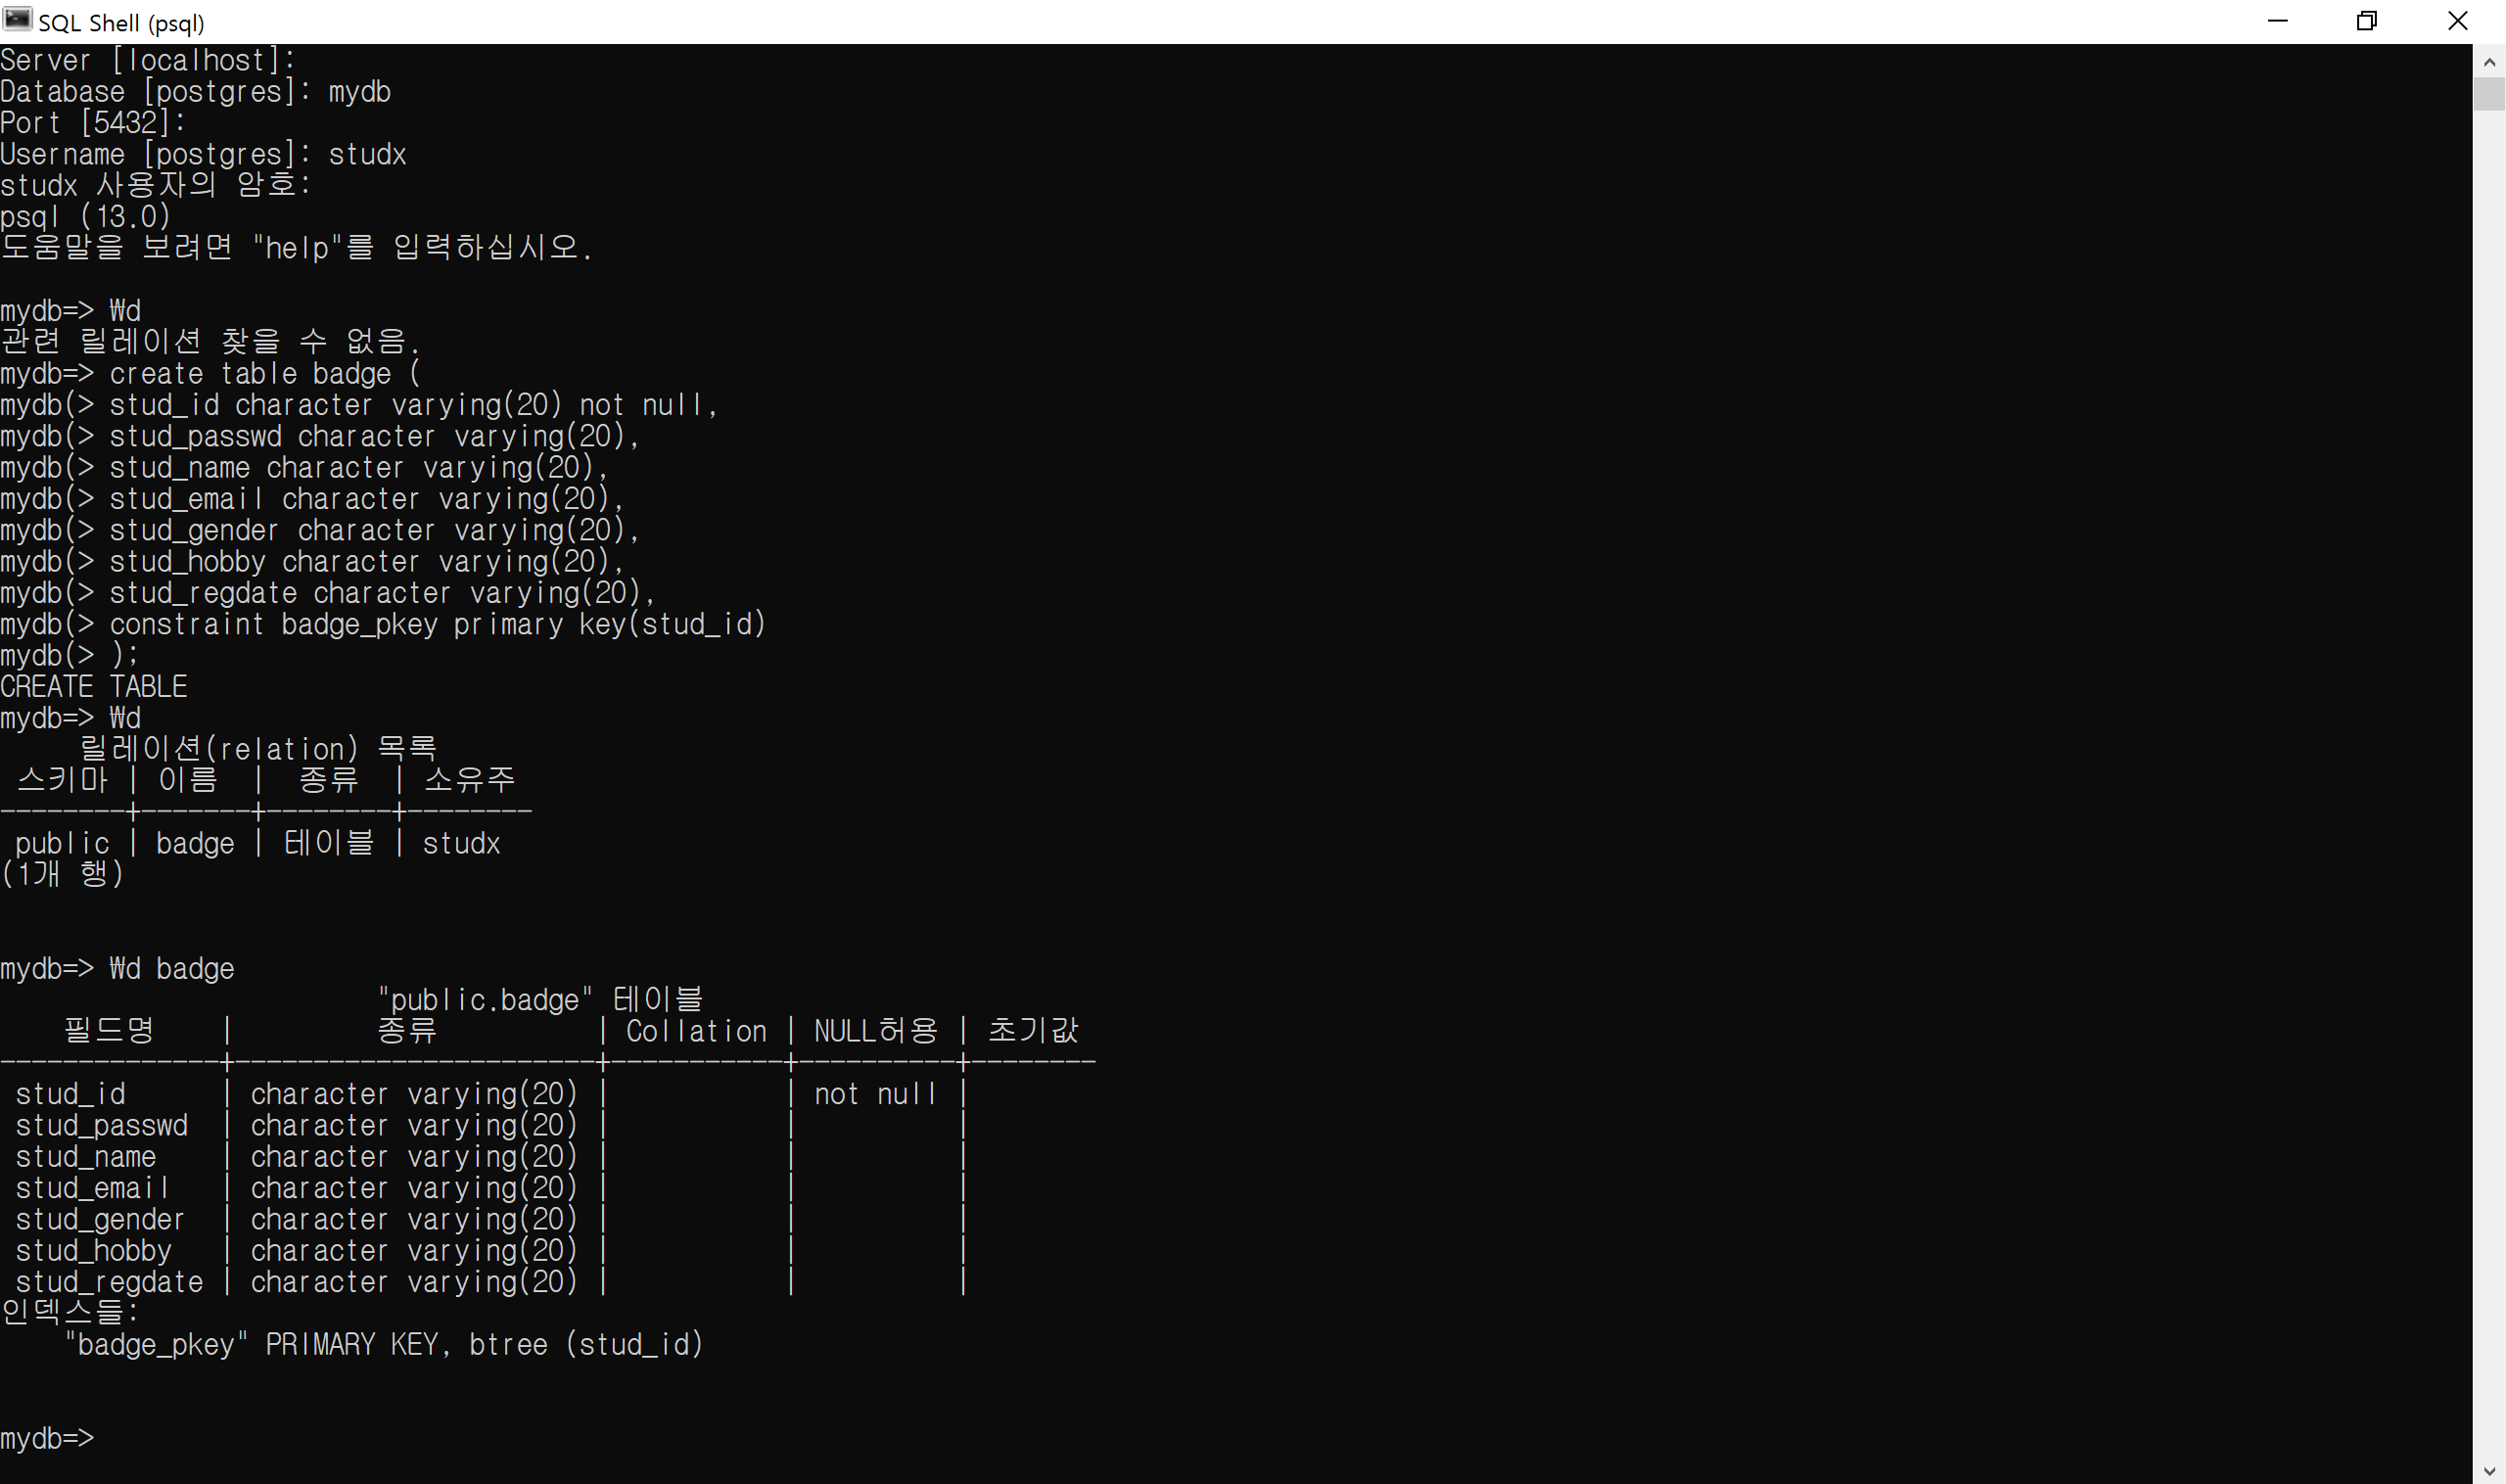 SQL Shell (psql)
Server [localhost]:
Database [postgres]: mydb
Port [5432]:
Username [postgres]: studx
studx 사용자의 암호:
psql (13.0)
도움말을 보려면 "help"를 입력하십시오.
mydb=> ₩d
관련 릴레이션 찾을 수 없음.
mydb=> create table badge (
mydb(> stud_id character varying(20) not null,
mydb(> stud_passwd character varying(20),
mydb(> stud_name character varying(20),
mydb(> stud_email character varying(20),
mydb(> stud_gender character varying(20),
mydb(> stud_hobby character varying(20),
mydb(> stud_regdate character varying(20),
mydb(> constraint badge_pkey primary key(stud_id)
mydb(> );
CREATE TABLE
mydb=> ₩d
릴레이션(relation) 목록
스키마 | 이름 | 종류 | 소유주
--------+-------+--------+--------
public | badge | 테이블 | studx
(1개 행)
mydb=> ₩d badge
"public.badge" 테이블
필드명 | 종류 | Collation | NULL허용 | 초기값
--------------+-----------------------+-----------+----------+--------
stud_id | character varying(20) | | not null |
stud_passwd | character varying(20) | | |
stud_name | character varying(20) | | |
stud_email | character varying(20) | | |
stud_gender | character varying(20) | | |
stud_hobby | character varying(20) | | |
stud_regdate | character varying(20) | | |
인덱스들:
"badge_pkey" PRIMARY KEY, btree (stud_id)
mydb=>